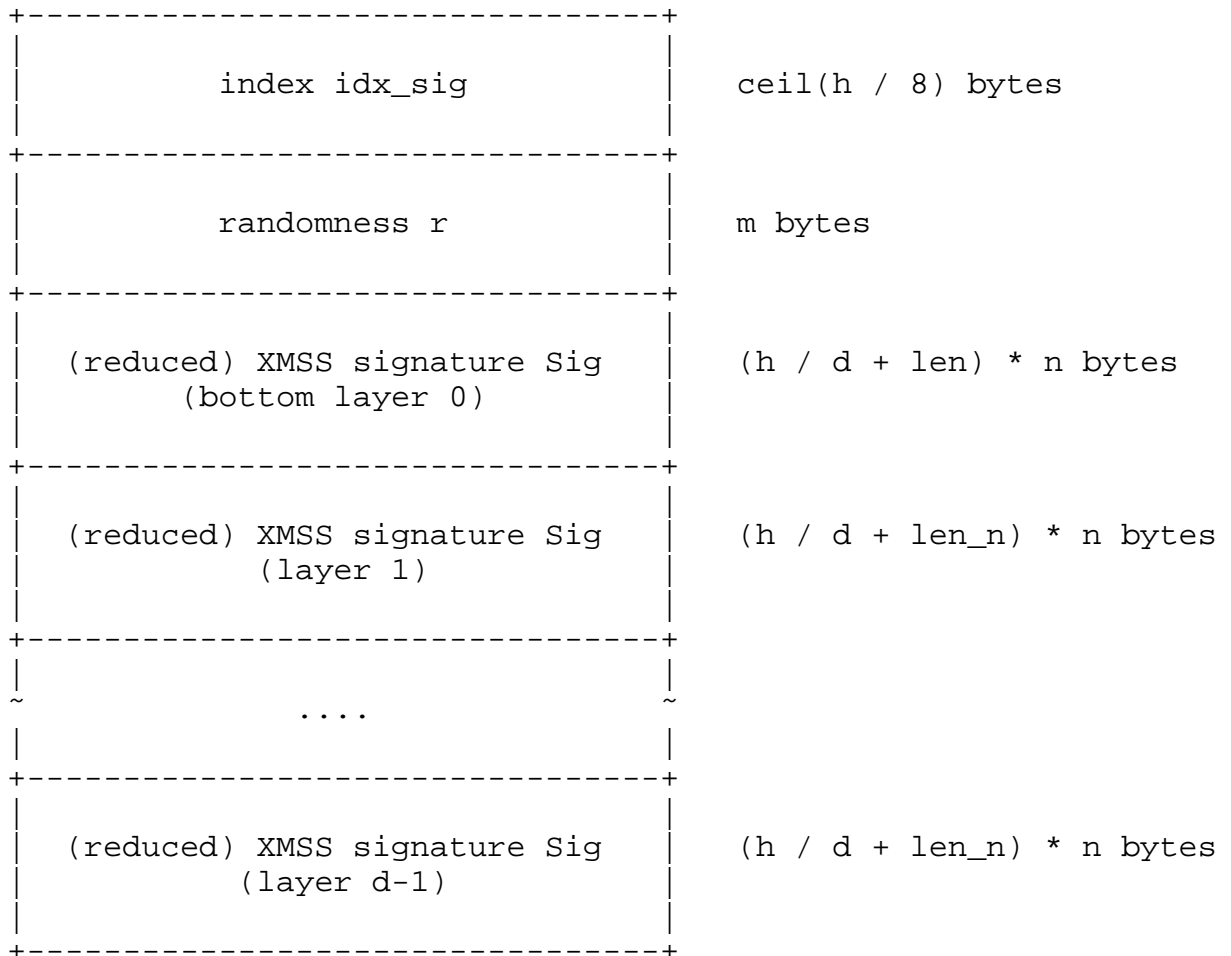 +---------------------------------+
|                                 |
|          index idx_sig          |   ceil(h / 8) bytes
|                                 |
+---------------------------------+
|                                 |
|          randomness r           |   m bytes
|                                 |
+---------------------------------+
|                                 |
|  (reduced) XMSS signature Sig   |   (h / d + len) * n bytes
|        (bottom layer 0)         |
|                                 |
+---------------------------------+
|                                 |
|  (reduced) XMSS signature Sig   |   (h / d + len_n) * n bytes
|            (layer 1)            |
|                                 |
+---------------------------------+
|                                 |
~              ....               ~
|                                 |
+---------------------------------+
|                                 |
|  (reduced) XMSS signature Sig   |   (h / d + len_n) * n bytes
|           (layer d-1)           |
|                                 |
+---------------------------------+